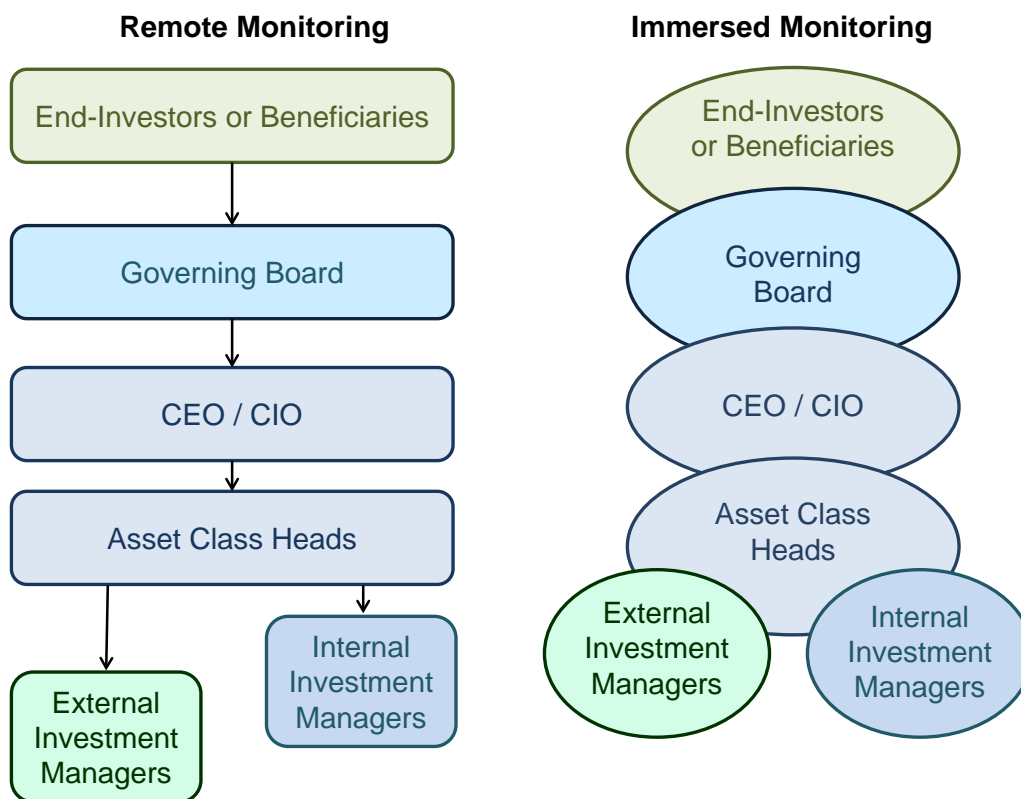 Remote Monitoring
End-Investors or Beneficiaries
Governing Board
CEO / CIO
Asset Class Heads
Internal
Investment
Managers
External
Investment
Managers
Immersed Monitoring
End-Investors
or Beneficiaries
Governing
Board
CEO / CIO
Asset Class
Heads
External
Investment
Managers
Internal
Investment
Managers